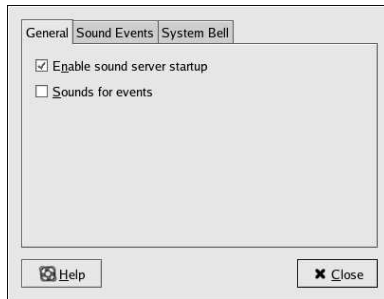 General Sound Events System Bell
Enable sound server startup
Sounds for events
Help Close